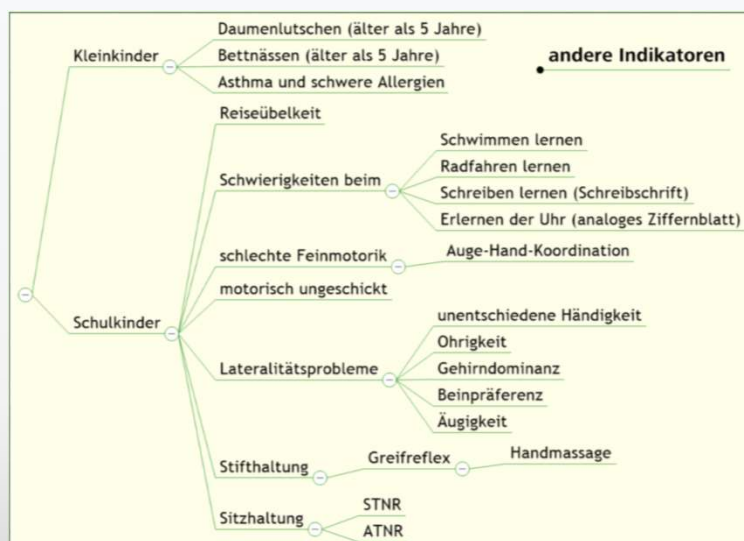 andere Indikatoren
Kleinkinder
Daumenlutschen (älter als 5 Jahre)
Bettnässen (älter als 5 Jahre)
Asthma und schwere Allergien
Schulkinder
Reiseübelkeit
Schwierigkeiten beim
Schwimmen lernen
Radfahren lernen
Schreiben lernen (Schreibschrift)
Erlernen der Uhr (analoges Ziffernblatt)
schlechte Feinmotorik
Auge-Hand-Koordination
motorisch ungeschickt
Lateralitätsprobleme
unentschiedene Händigkeit
Ohrigkeit
Gehirndominanz
Beinpräferenz
Äugigkeit
Stifthaltung
Greifreflex
Handmassage
Sitzhaltung
STNR
ATNR